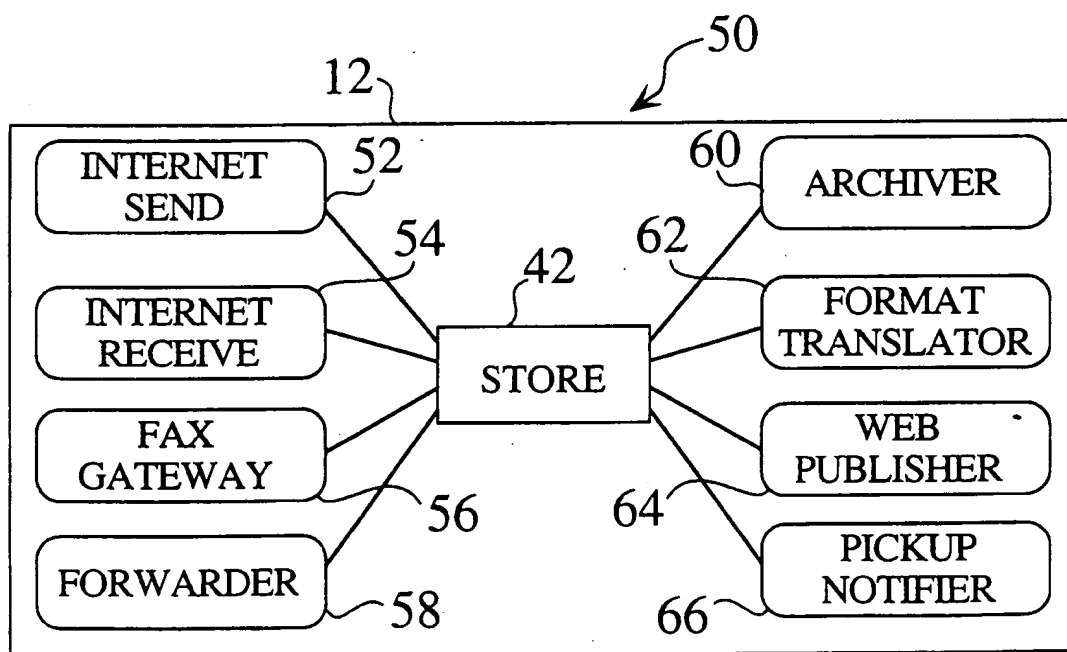 50
12
INTERNET
SEND
52
60
ARCHIVER
54
62
INTERNET
RECEIVE
42
STORE
FORMAT
TRANSLATOR
FAX
GATEWAY
56
64
WEB
PUBLISHER
FORWARDER
58
66
PICKUP
NOTIFIER